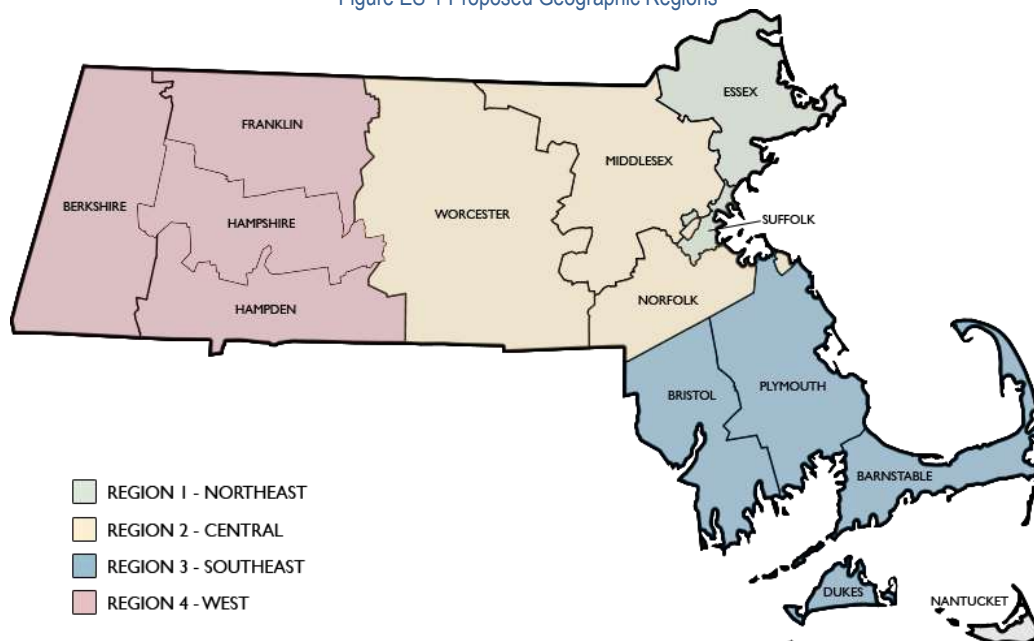 Figure ES-1 Proposed Geographic Regions
ESSEX
FRANKLIN
MIDDLESEX
BERKSHIRE
WORCESTER
HAMPSHIRE
SUFFOLK
NORFOLK
HAMPDEN
PLYMOUTH
BRISTOL
BARNSTABLE
REGION 1 - NORTHEAST
REGION 2 - CENTRAL
REGION 3 - SOUTHEAST
REGION 4 - WEST
DUKES
NANTUCKET